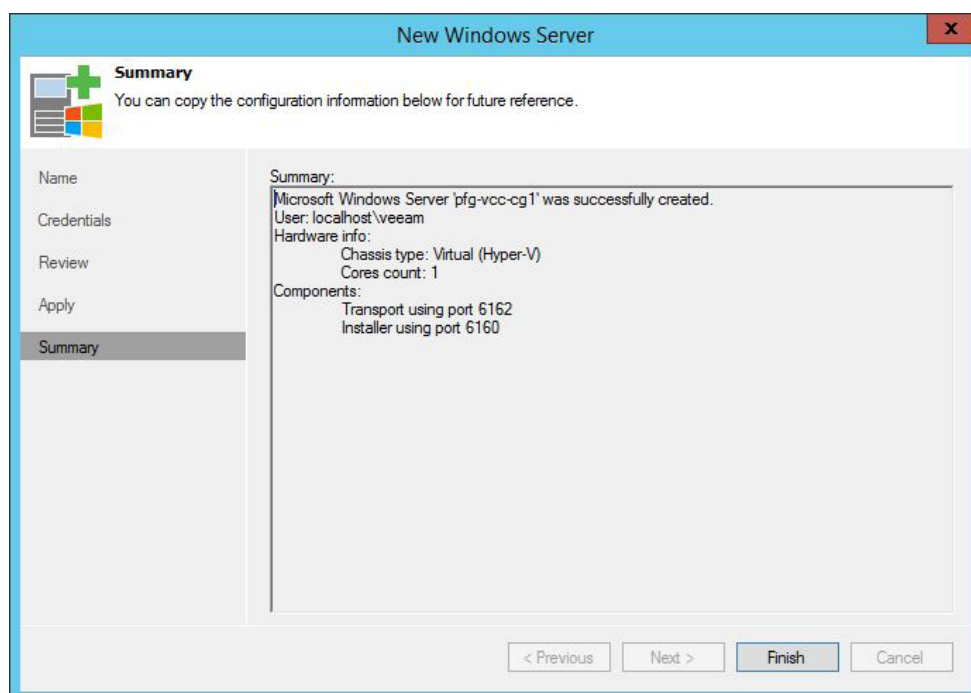 New Windows Server
x
Summary
You can copy the configuration information below for future reference.
Name
Credentials
Review
Apply
Summary
Summary:
Microsoft Windows Server 'pfg-vcc-cg1' was successfully created.
User: localhost\veeam
Hardware info:
Chassis type: Virtual (Hyper-V)
Cores count: 1
Components:
Transport using port 6162
Installer using port 6160
< Previous
Next >
Finish
Cancel